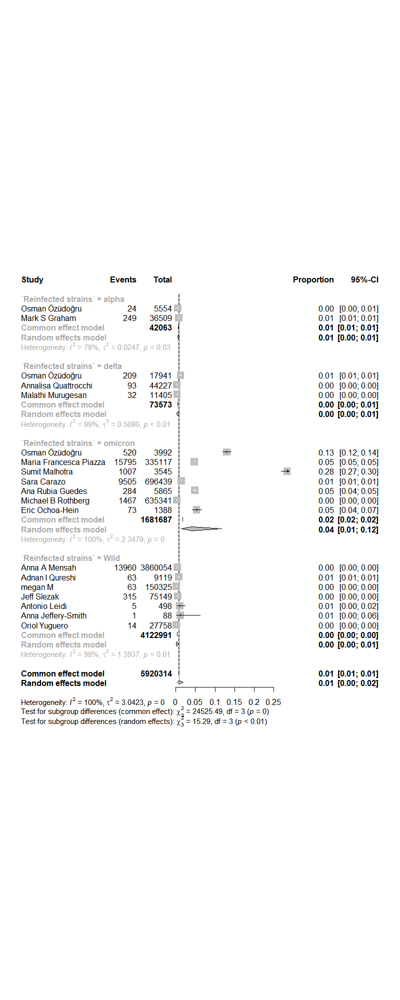 Study Events Total Proportion 95%-CI
`Reinfected strains` = alpha
Osman Özüdoğru 24 5554 0.00 [0.00; 0.01]
Mark S Graham 249 36509 0.01 [0.01; 0.01]
Common effect model 42063 0.01 [0.01; 0.01]
Random effects model 0.01 [0.00; 0.01]
Heterogeneity: I² = 78%, τ² = 0.0247, p = 0.03
`Reinfected strains` = delta
Osman Özüdoğru 209 17941 0.01 [0.01; 0.01]
Annalisa Quattrocchi 93 44227 0.00 [0.00; 0.00]
Malathi Murugesan 32 11405 0.00 [0.00; 0.00]
Common effect model 73573 0.00 [0.00; 0.01]
Random effects model 0.00 [0.00; 0.01]
Heterogeneity: I² = 99%, τ² = 0.5690, p < 0.01
`Reinfected strains` = omicron
Osman Özüdoğru 520 3992 0.13 [0.12; 0.14]
Maria Francesca Piazza 15795 335117 0.05 [0.05; 0.05]
Sumit Malhotra 1007 3545 0.28 [0.27; 0.30]
Sara Carazo 9505 696439 0.01 [0.01; 0.01]
Ana Rubia Guedes 284 5865 0.05 [0.04; 0.05]
Michael B Rothberg 1467 635341 0.00 [0.00; 0.00]
Eric Ochoa-Hein 73 1388 0.05 [0.04; 0.07]
Common effect model 1681687 0.02 [0.02; 0.02]
Random effects model 0.04 [0.01; 0.12]
Heterogeneity: I² = 100%, τ² = 2.3479, p = 0
`Reinfected strains` = Wild
Anna A Mensah 13960 3860054 0.00 [0.00; 0.00]
Adnan I Qureshi 63 9119 0.01 [0.01; 0.01]
megan M 63 150325 0.00 [0.00; 0.00]
Jeff Slezak 315 75149 0.00 [0.00; 0.00]
Antonio Leidi 5 498 0.01 [0.00; 0.02]
Anna Jeffery-Smith 1 88 0.01 [0.00; 0.06]
Oriol Yuguero 14 27758 0.00 [0.00; 0.00]
Common effect model 4122991 0.00 [0.00; 0.00]
Random effects model 0.00 [0.00; 0.01]
Heterogeneity: I² = 98%, τ² = 1.3937, p < 0.01
Common effect model 5920314 0.01 [0.01; 0.01]
Random effects model 0.01 [0.00; 0.02]
Heterogeneity: I² = 100%, τ² = 3.0423, p = 0 0 0.05 0.1 0.15 0.2 0.25
Test for subgroup differences (common effect): χ²₃ = 24525.49, df = 3 (p = 0)
Test for subgroup differences (random effects): χ²₃ = 15.29, df = 3 (p < 0.01)